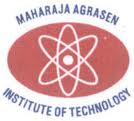 MAHARAJA AGRASEN
INSTITUTE OF TECHNOLOGY